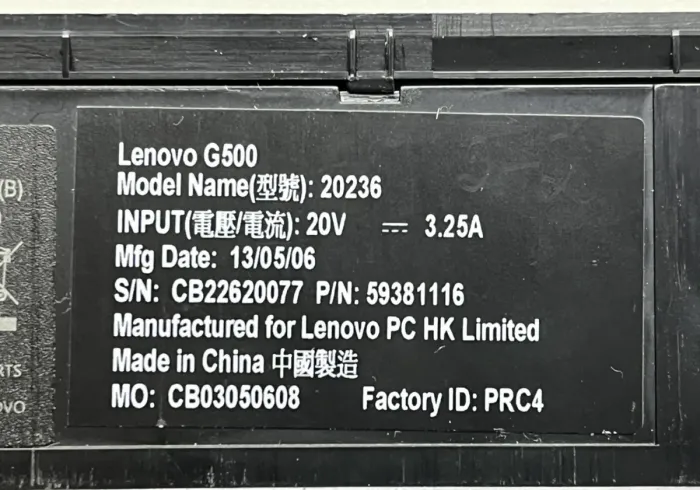 Lenovo G500
Model Name(型號): 20236
INPUT(電壓/電流): 20V ⎓ 3.25A
Mfg Date: 13/05/06
S/N: CB22620077 P/N: 59381116
Manufactured for Lenovo PC HK Limited
Made in China 中國製造
MO: CB03050608 Factory ID: PRC4
(B)